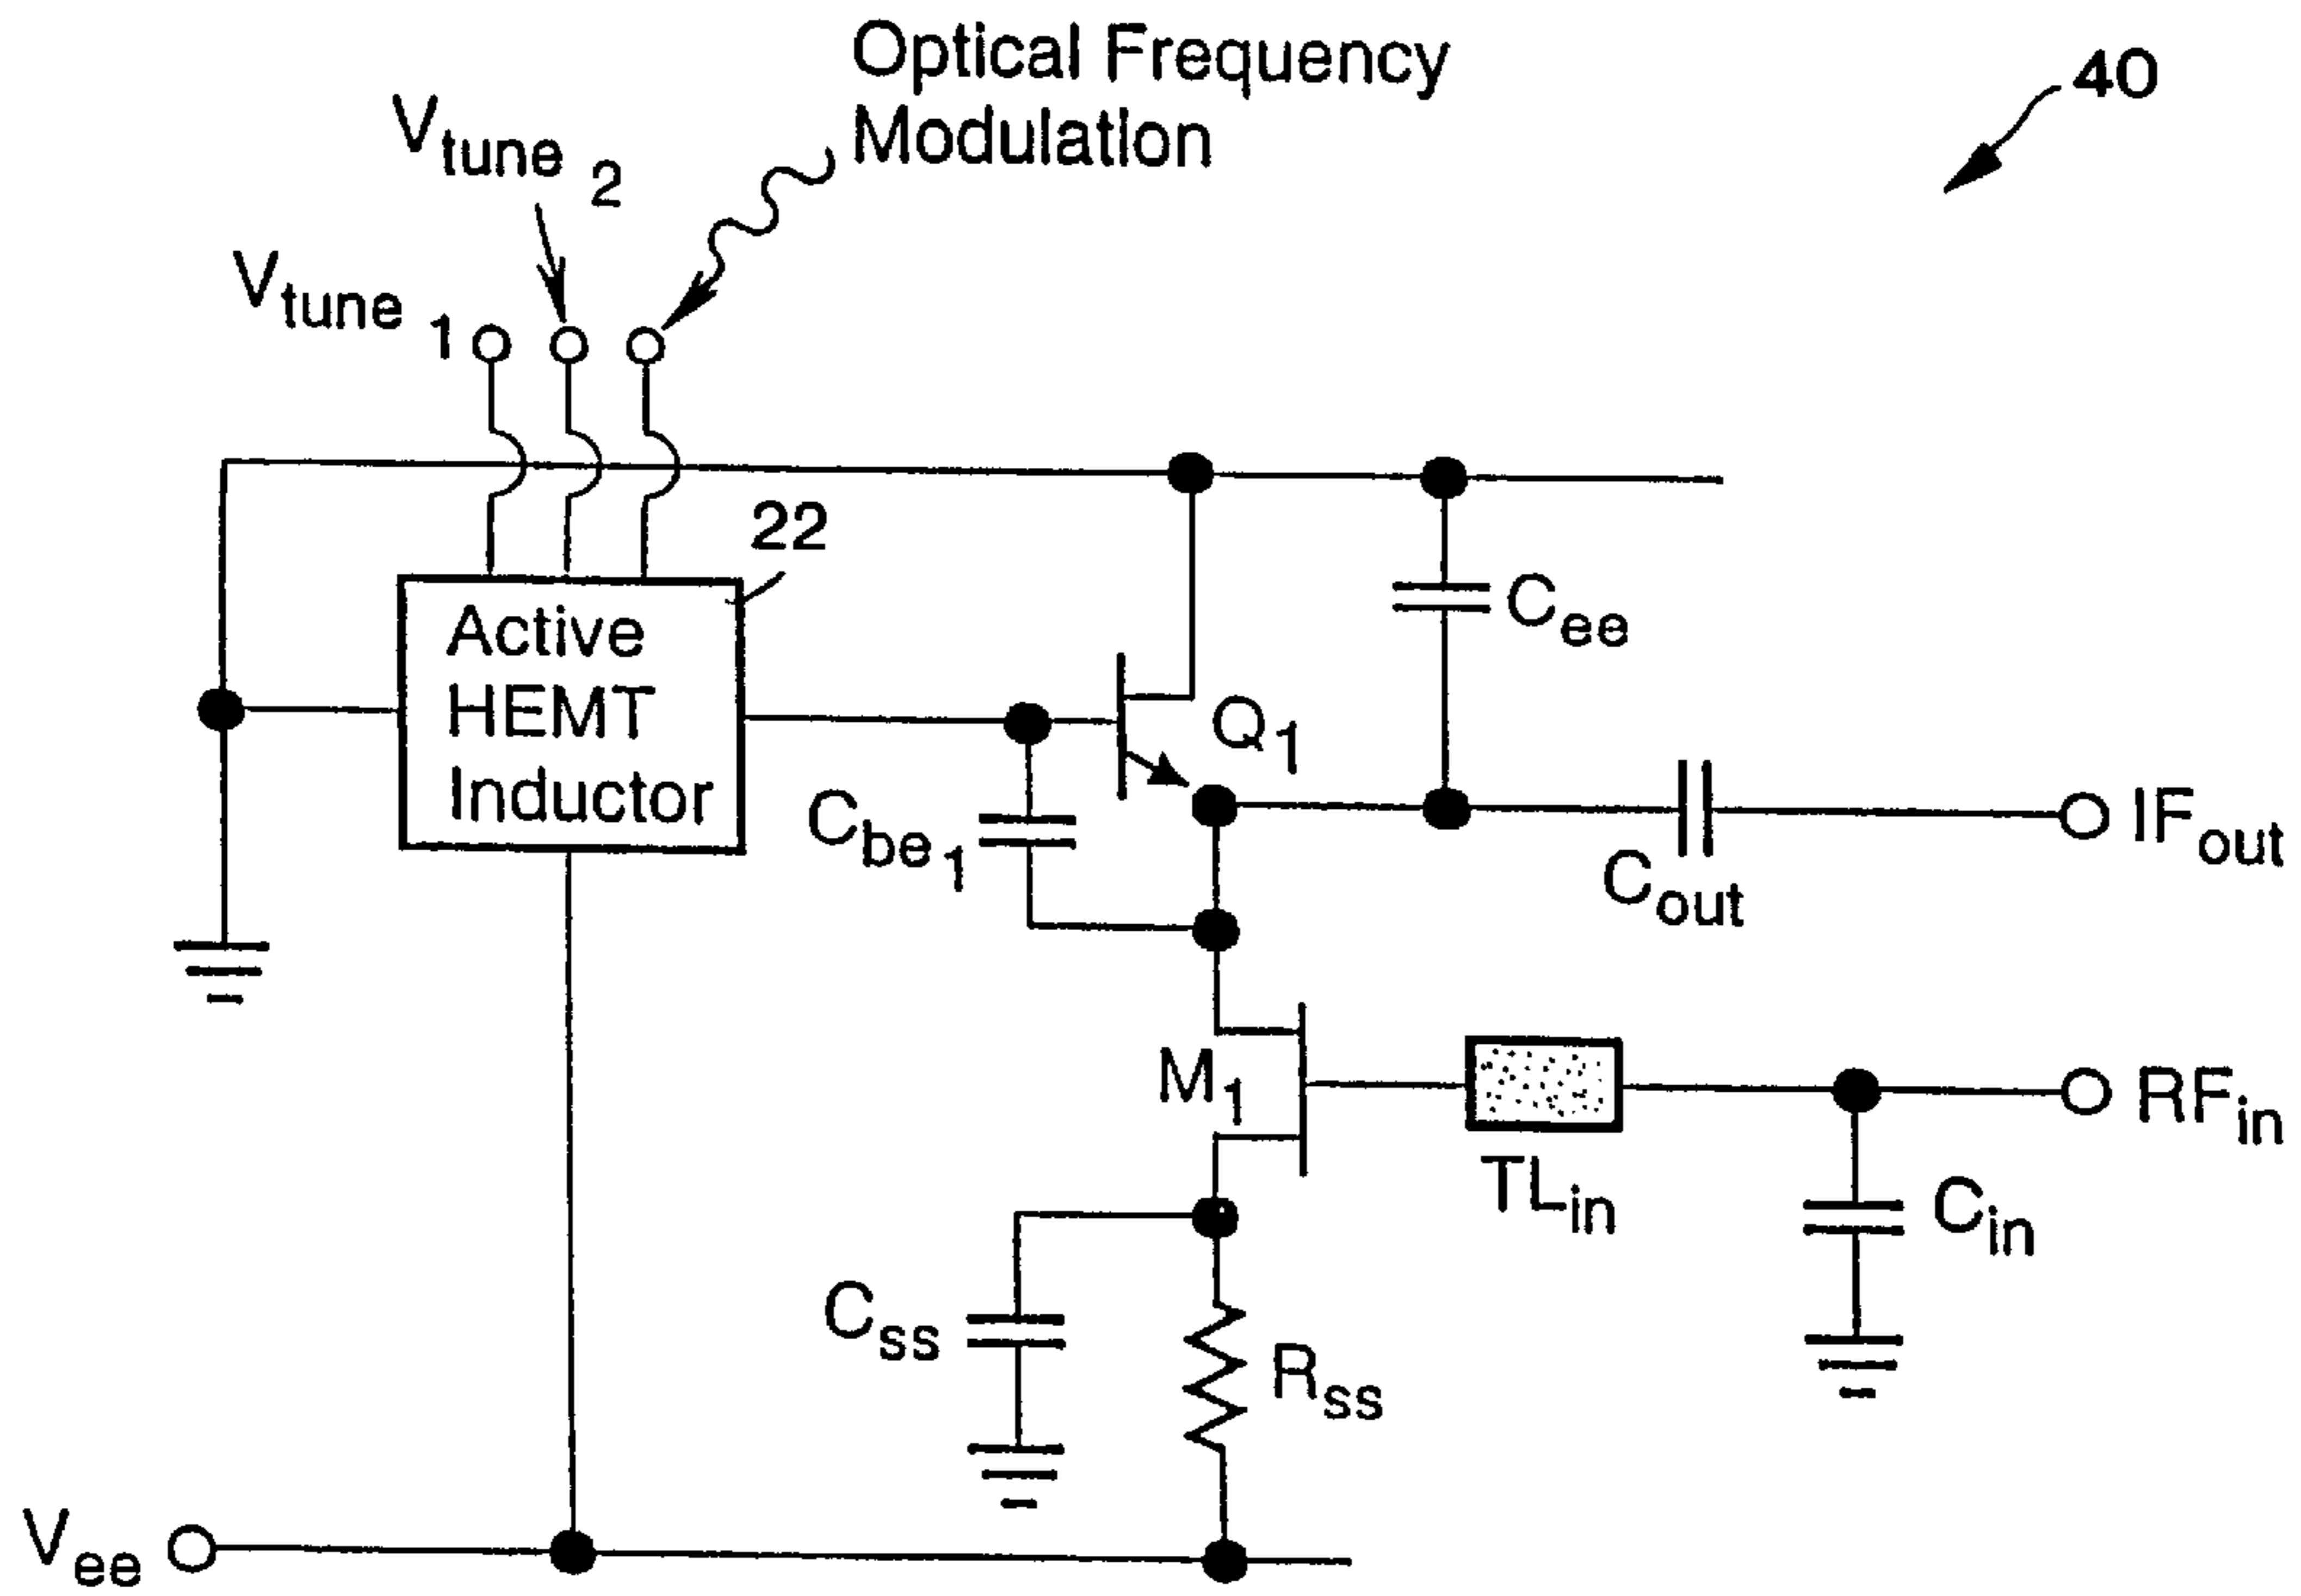 Optical Frequency
Modulation
40
Vtune 2
Vtune 1
22
Active
HEMT
Inductor
Cee
Q1
Cbe1
IFout
Cout
M1
RFin
TLin
Cin
Css
Rss
Vee